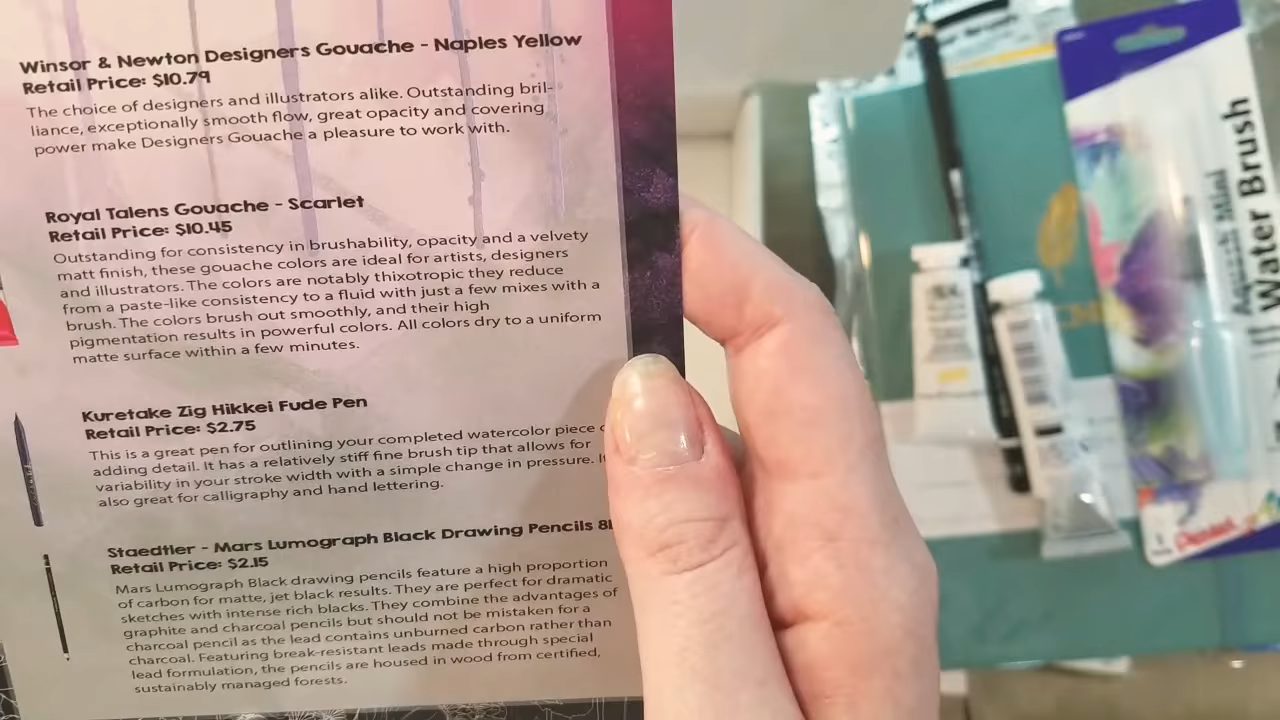 Winsor & Newton Designers Gouache - Naples Yellow
Retail Price: $10.79
The choice of designers and illustrators alike. Outstanding bril-
liance, exceptionally smooth flow, great opacity and covering
power make Designers Gouache a pleasure to work with.
Royal Talens Gouache - Scarlet
Retail Price: $10.45
Outstanding for consistency in brushability, opacity and a velvety
matt finish, these gouache colors are ideal for artists, designers
and illustrators. The colors are notably thixotropic they reduce
from a paste-like consistency to a fluid with just a few mixes with a
brush. The colors brush out smoothly, and their high
pigmentation results in powerful colors. All colors dry to a uniform
matte surface within a few minutes.
Kuretake Zig Hikkei Fude Pen
Retail Price: $2.75
This is a great pen for outlining your completed watercolor piece
adding detail. It has a relatively stiff fine brush tip that allows for
variability in your stroke width with a simple change in pressure.
also great for calligraphy and hand lettering.
Staedtler - Mars Lumograph Black Drawing Pencils
Retail Price: $2.15
Mars Lumograph Black drawing pencils feature a high proportion
of carbon for matte, jet black results. They are perfect for dramatic
sketches with intense rich blacks. They combine the advantages of
graphite and charcoal pencils but should not be mistaken for a
charcoal pencil as the lead contains unburned carbon rather than
charcoal. Featuring break-resistant leads made through special
lead formulation, the pencils are housed in wood from certified,
sustainably managed forests.
Aquash Mini
Water Brush
Pentel